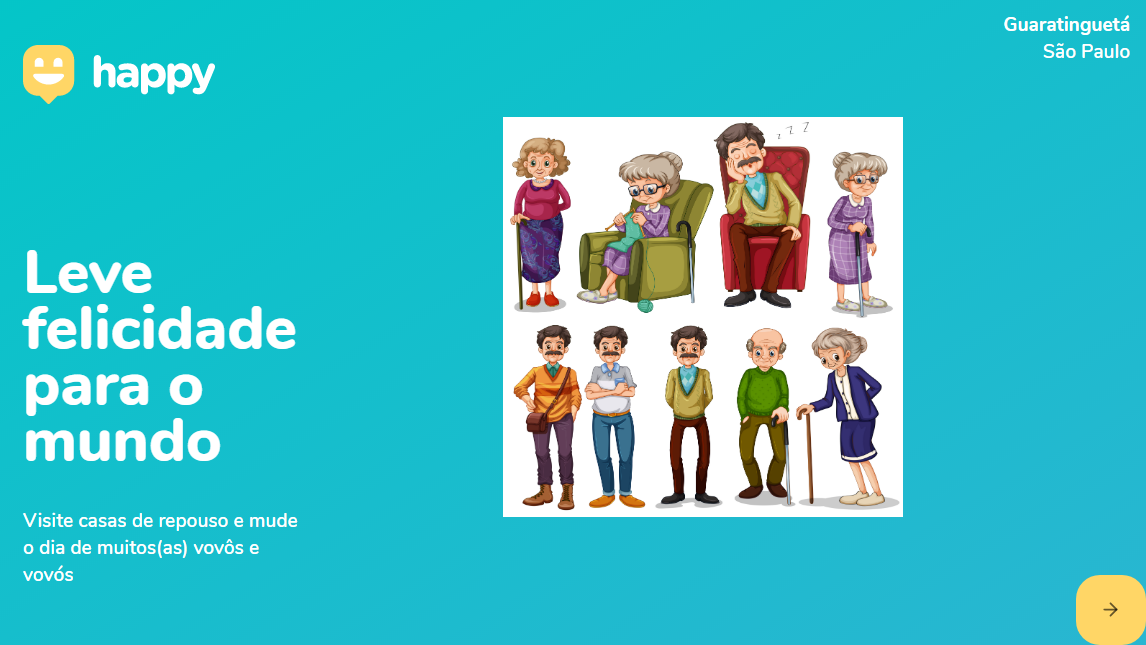 happy
Guaratinguetá
São Paulo
z z z
Leve
felicidade
para o
mundo
Visite casas de repouso e mude
o dia de muitos(as) vovôs e
vovós